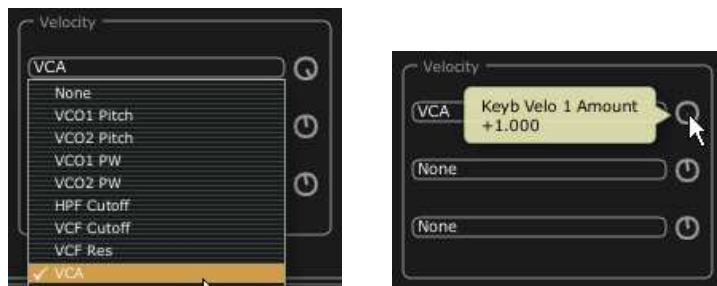 Velocity
VCA
None
VCO1 Pitch
VCO2 Pitch
VCO1 PW
VCO2 PW
HPF Cutoff
VCF Cutoff
VCF Res
VCA
Velocity
VCA
Keyb Velo 1 Amount
+1.000
None
None